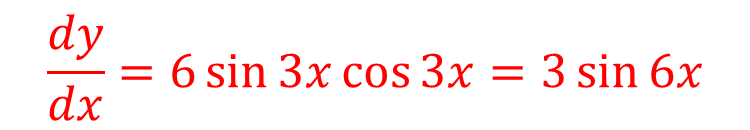 dy/dx = 6 sin 3x cos 3x = 3 sin 6x